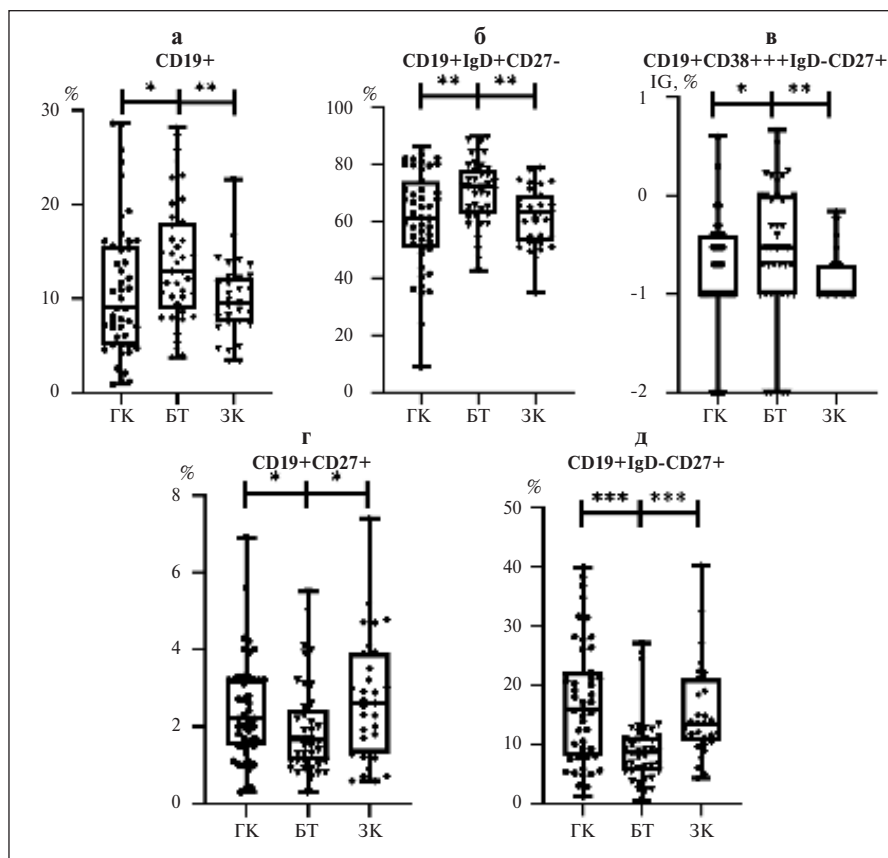 а б в
CD19+ CD19+IgD+CD27- CD19+CD38+++IgD-CD27+
% % IG, %
* ** ** ** * **
30
20
10
0
100
80
60
40
20
0
1
0
-1
-2
ГК БТ ЗК ГК БТ ЗК ГК БТ ЗК
г д
CD19+CD27+ CD19+IgD-CD27+
% %
* * *** ***
8
6
4
2
0
50
40
30
20
10
0
ГК БТ ЗК ГК БТ ЗК